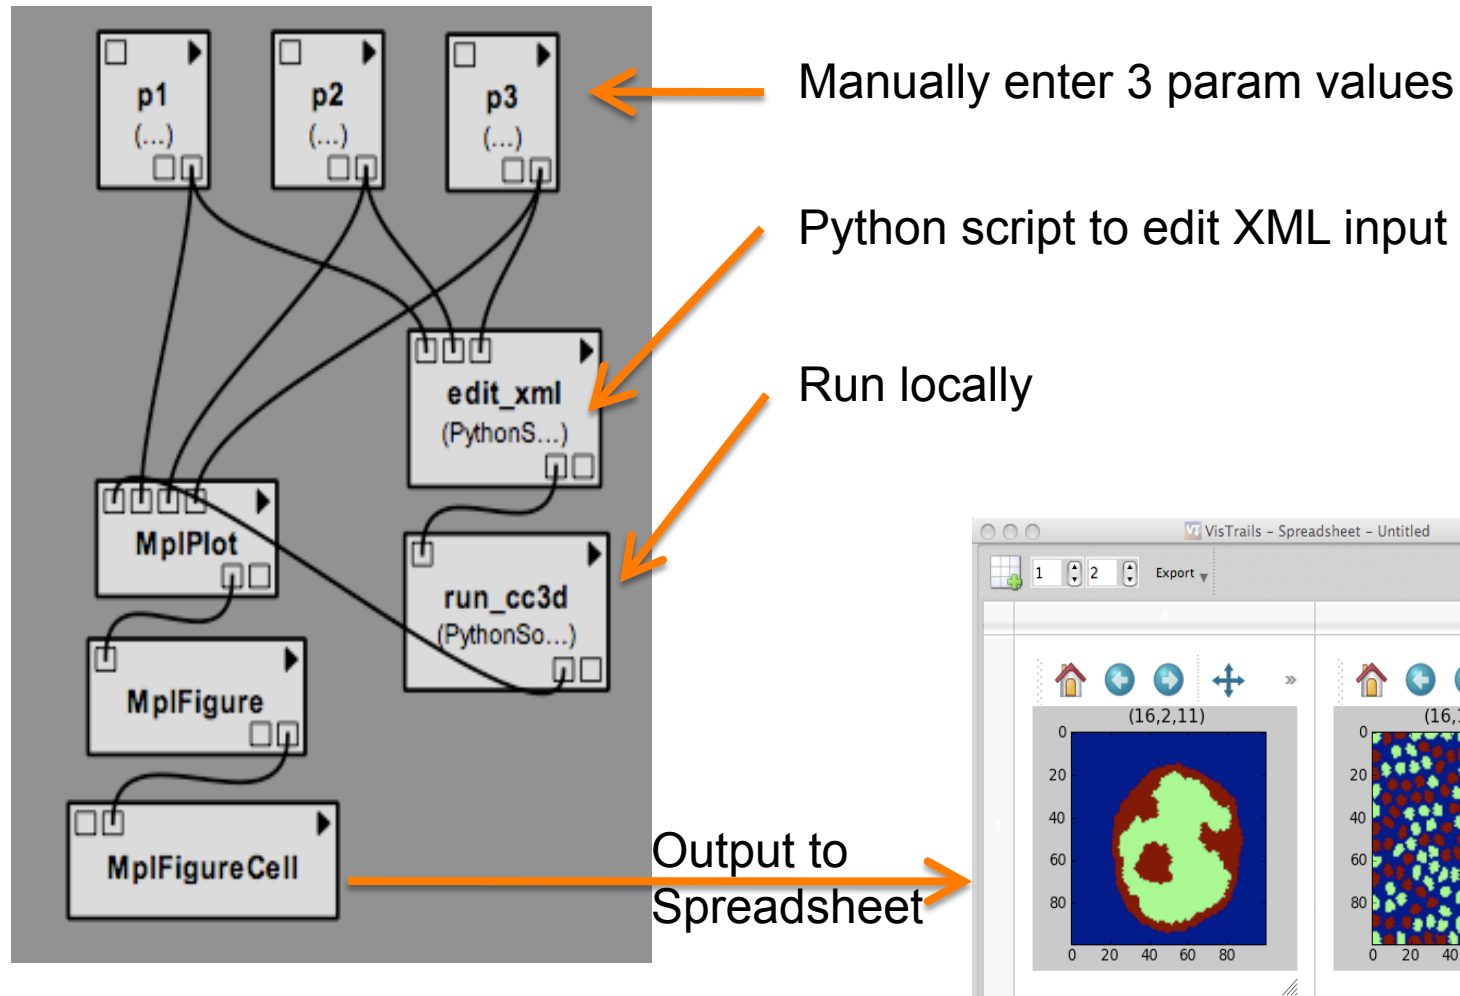 p1
(...)
p2
(...)
p3
(...)
Manually enter 3 param values
Python script to edit XML input
edit_xml
(PythonS...)
Run locally
MplPlot
run_cc3d
(PythonSo...)
MplFigure
MplFigureCell
Output to
Spreadsheet
VT VisTrails – Spreadsheet – Untitled
1 2 Export
A
»
(16,2,11)
0
20
40
60
80
0 20 40 60 80
1
0
20
40
60
80
0 20